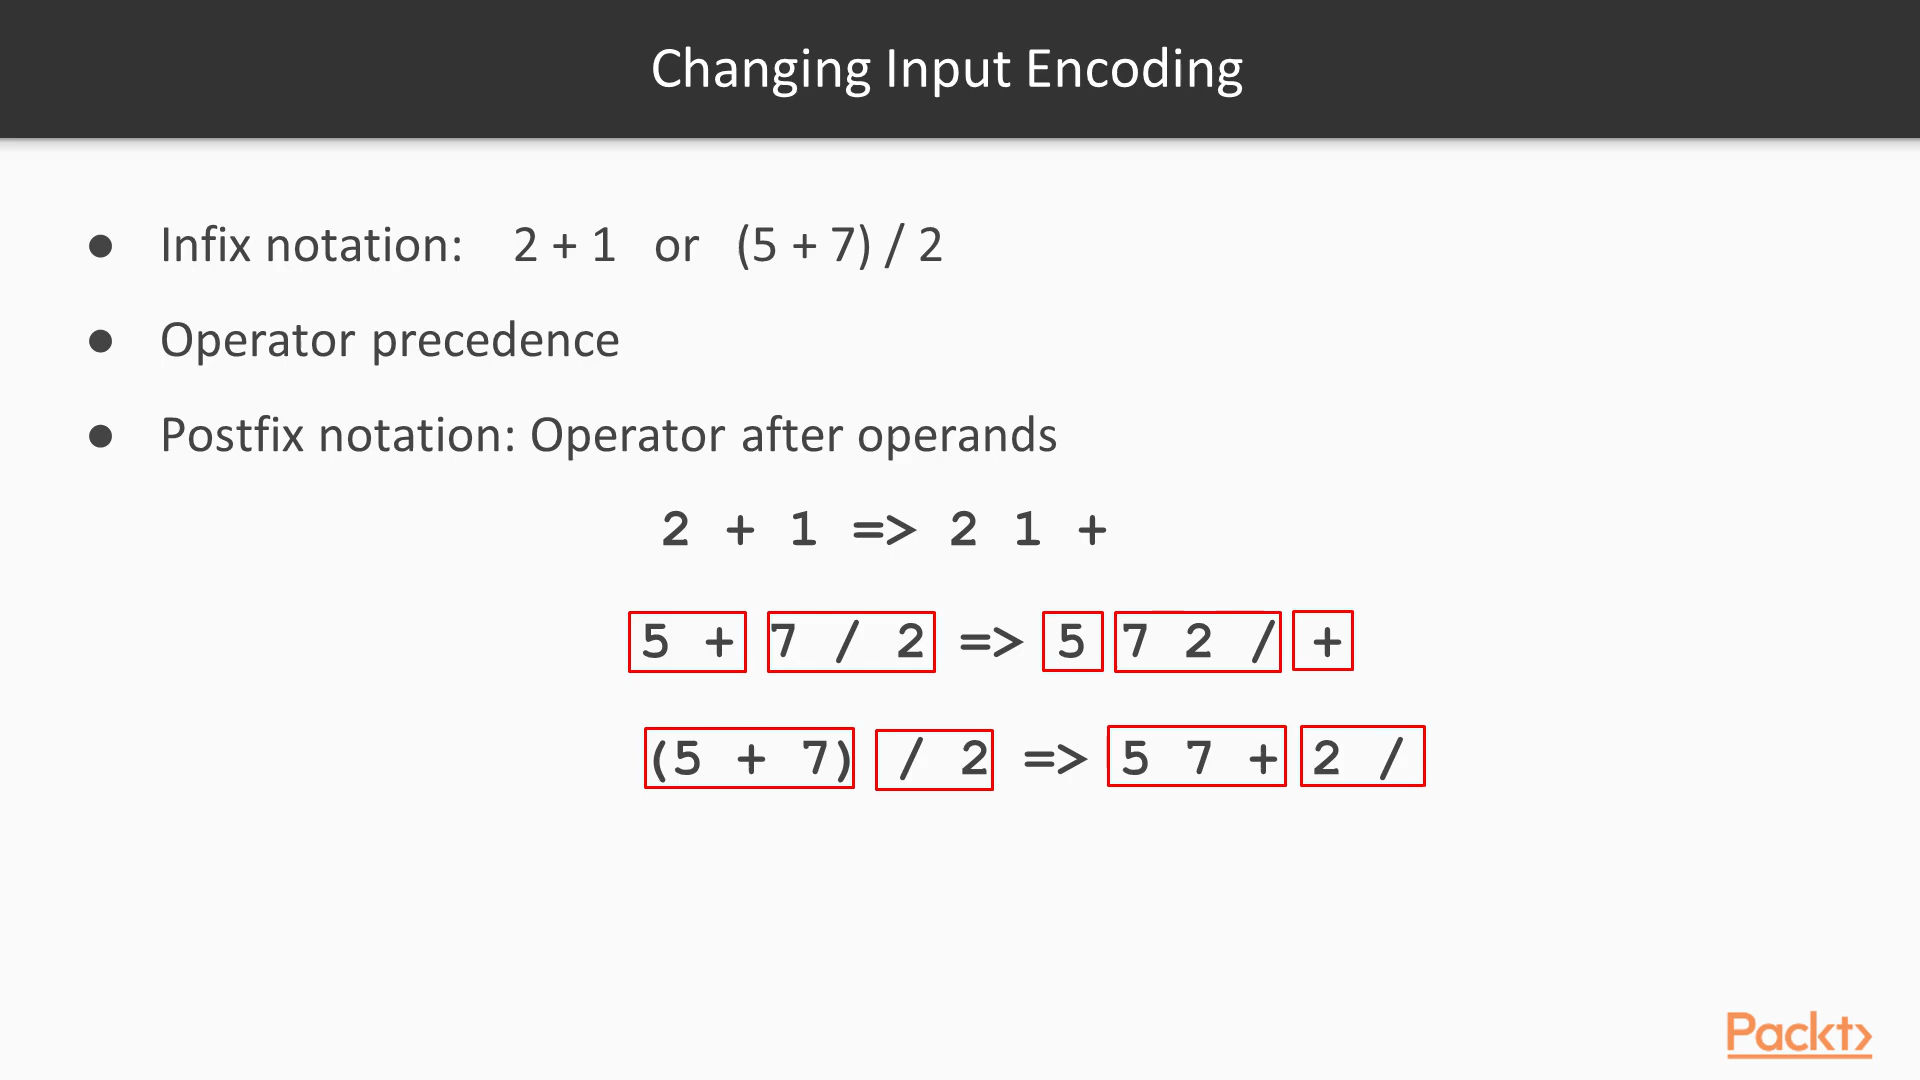 Changing Input Encoding
● Infix notation: 2 + 1 or (5 + 7) / 2
● Operator precedence
● Postfix notation: Operator after operands
2 + 1 => 2 1 +
5 + 7 / 2 => 5 7 2 / +
(5 + 7) / 2 => 5 7 + 2 /
Packt>